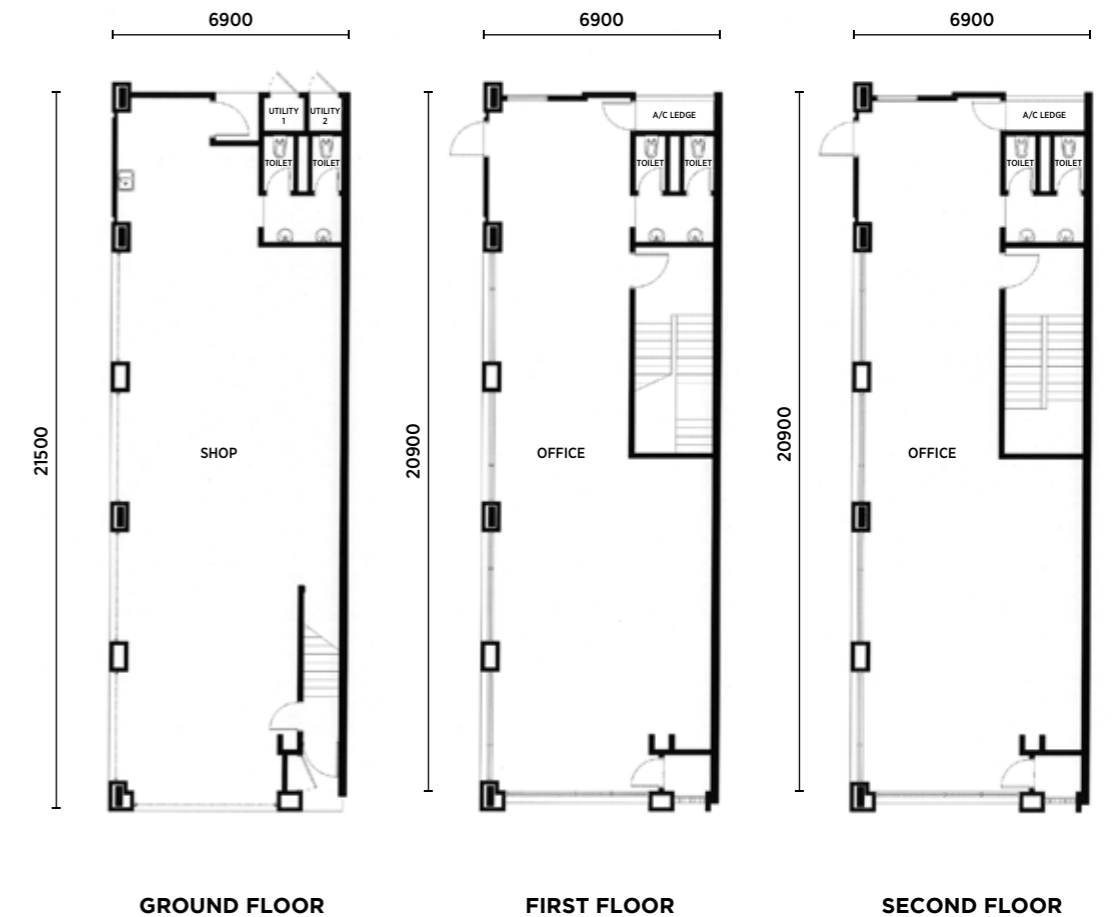 6900
6900
6900
UTILITY
1
UTILITY
2
A/C LEDGE
A/C LEDGE
TOILET
TOILET
TOILET
TOILET
TOILET
TOILET
21500
SHOP
20900
OFFICE
20900
OFFICE
GROUND FLOOR
FIRST FLOOR
SECOND FLOOR